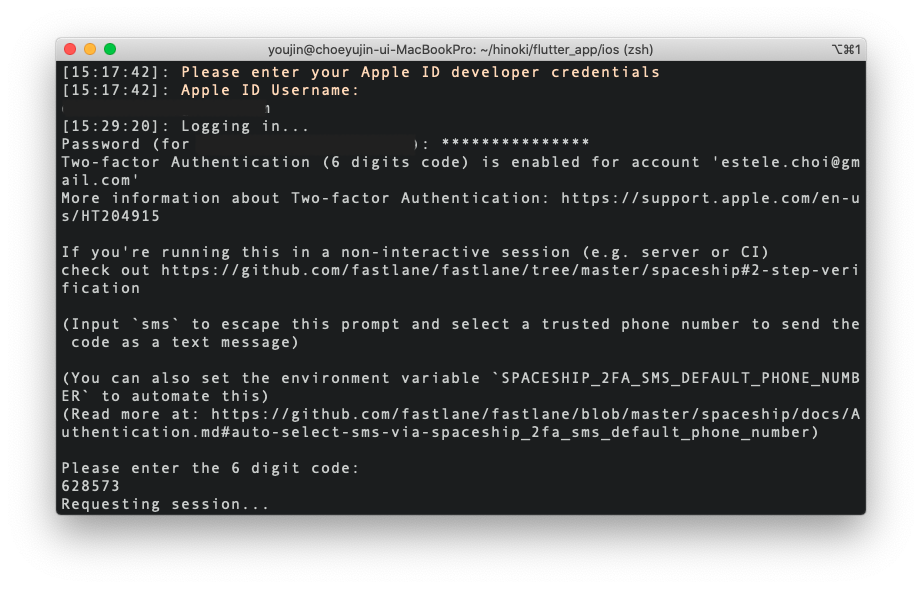 youjin@choeyujin-ui-MacBookPro: ~/hinoki/flutter_app/ios (zsh)
⌥⌘1
[15:17:42]: Please enter your Apple ID developer credentials
[15:17:42]: Apple ID Username:
[15:29:20]: Logging in...
Password (for ): ***************
Two-factor Authentication (6 digits code) is enabled for account 'estele.choi@gm
ail.com'
More information about Two-factor Authentication: https://support.apple.com/en-u
s/HT204915
If you're running this in a non-interactive session (e.g. server or CI)
check out https://github.com/fastlane/fastlane/tree/master/spaceship#2-step-veri
fication
(Input `sms` to escape this prompt and select a trusted phone number to send the
 code as a text message)
(You can also set the environment variable `SPACESHIP_2FA_SMS_DEFAULT_PHONE_NUMB
ER` to automate this)
(Read more at: https://github.com/fastlane/fastlane/blob/master/spaceship/docs/A
uthentication.md#auto-select-sms-via-spaceship_2fa_sms_default_phone_number)
Please enter the 6 digit code:
628573
Requesting session...